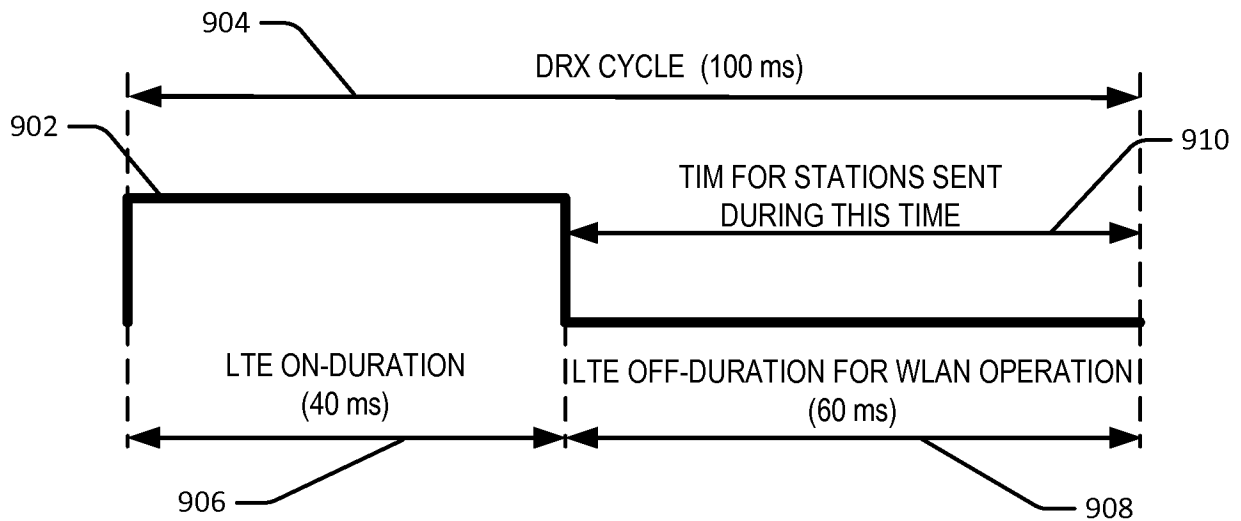 904
DRX CYCLE (100 ms)
902
910
TIM FOR STATIONS SENT
DURING THIS TIME
LTE ON-DURATION
(40 ms)
LTE OFF-DURATION FOR WLAN OPERATION
(60 ms)
906
908